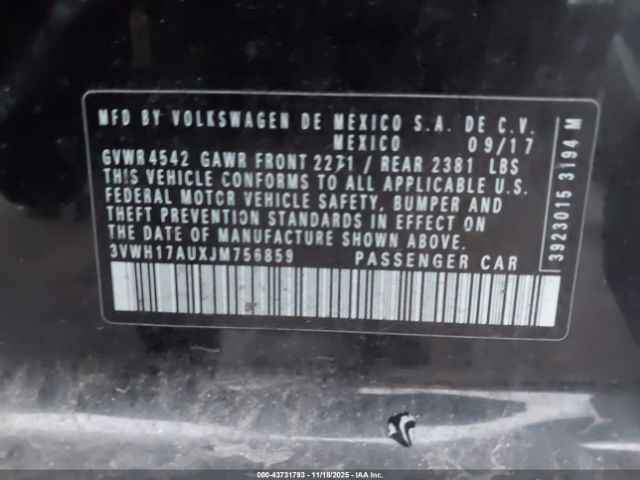 MFD BY VOLKSWAGEN DE MEXICO S.A. DE C.V.
MEXICO 09/17
GVWR 4542 GAWR FRONT 2271 / REAR 2381 LBS
THIS VEHICLE CONFORMS TO ALL APPLICABLE U.S.
FEDERAL MOTOR VEHICLE SAFETY, BUMPER AND
THEFT PREVENTION STANDARDS IN EFFECT ON
THE DATE OF MANUFACTURE SHOWN ABOVE.
3VWH17AUXJM756859 PASSENGER CAR
3923015 3194 M
000-43731793 — 11/18/2025 — IAA Inc.